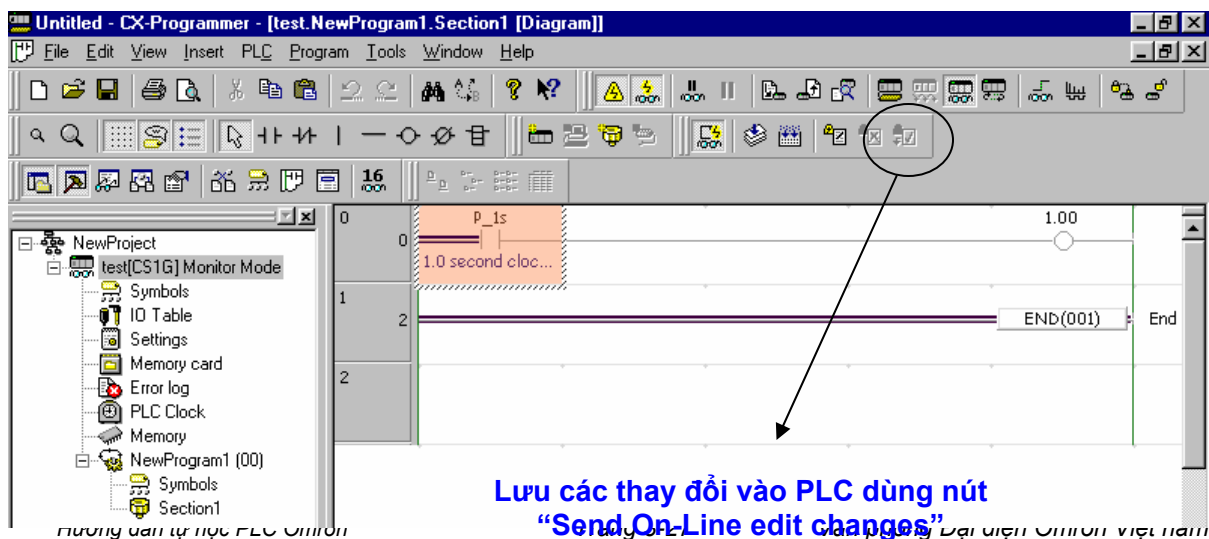 Untitled - CX-Programmer - [test.NewProgram1.Section1 [Diagram]]
File Edit View Insert PLC Program Tools Window Help
16
NewProject
test[CS1G] Monitor Mode
Symbols
IO Table
Settings
Memory card
Error log
PLC Clock
Memory
NewProgram1 (00)
Symbols
Section1
0
0
P_1s
1.00
1.0 second cloc...
1
2
END(001)
End
2
Lưu các thay đổi vào PLC dùng nút
“Send On-Line edit changes”
Hướng dẫn tự học PLC Omron
Đại diện Omron Việt nam